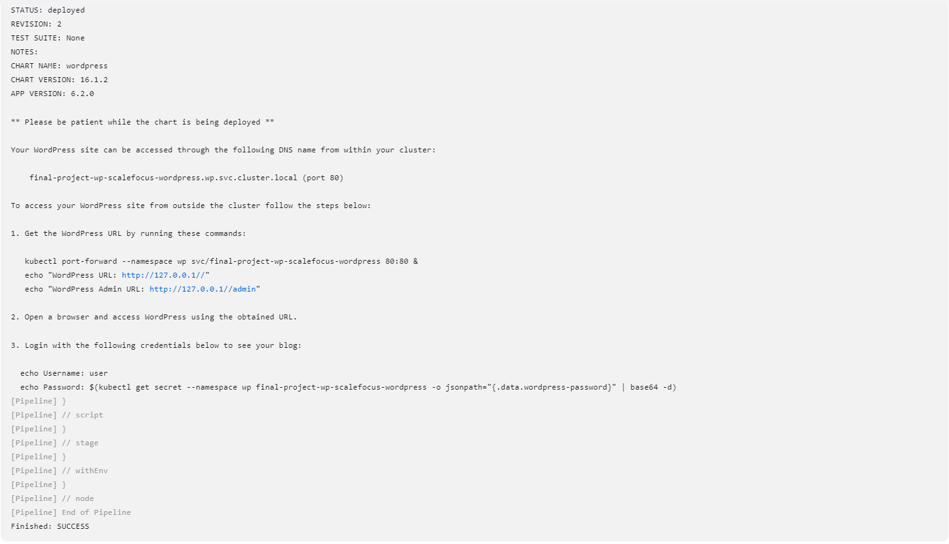 STATUS: deployed
REVISION: 2
TEST SUITE: None
NOTES:
CHART NAME: wordpress
CHART VERSION: 16.1.2
APP VERSION: 6.2.0
** Please be patient while the chart is being deployed **
Your WordPress site can be accessed through the following DNS name from within your cluster:
final-project-wp-scalefocus-wordpress.wp.svc.cluster.local (port 80)
To access your WordPress site from outside the cluster follow the steps below:
1. Get the WordPress URL by running these commands:
kubectl port-forward --namespace wp svc/final-project-wp-scalefocus-wordpress 80:80 &
echo "WordPress URL: http://127.0.0.1//"
echo "WordPress Admin URL: http://127.0.0.1//admin"
2. Open a browser and access WordPress using the obtained URL.
3. Login with the following credentials below to see your blog:
echo Username: user
echo Password: $(kubectl get secret --namespace wp final-project-wp-scalefocus-wordpress -o jsonpath="{.data.wordpress-password}" | base64 -d)
[Pipeline] }
[Pipeline] // script
[Pipeline] }
[Pipeline] // stage
[Pipeline] }
[Pipeline] // withEnv
[Pipeline] }
[Pipeline] // node
[Pipeline] End of Pipeline
Finished: SUCCESS